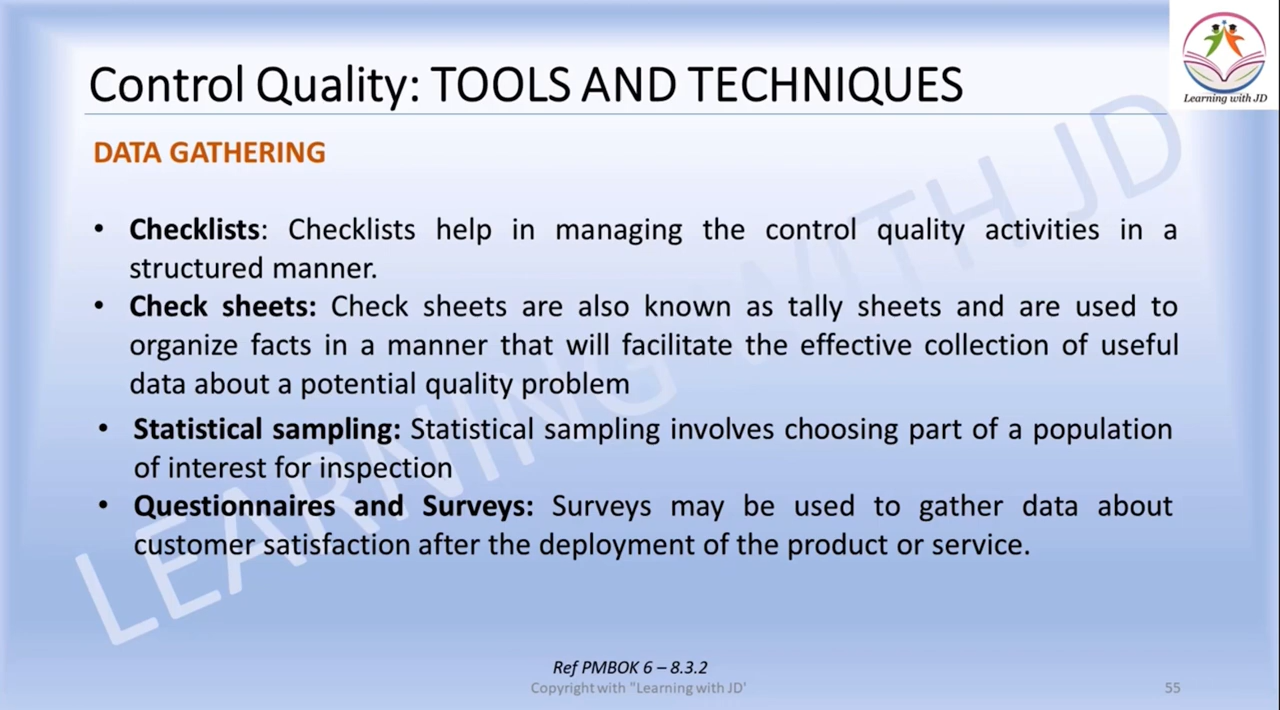 Learning with JD
Control Quality: TOOLS AND TECHNIQUES
DATA GATHERING
• Checklists: Checklists help in managing the control quality activities in a
structured manner.
• Check sheets: Check sheets are also known as tally sheets and are used to
organize facts in a manner that will facilitate the effective collection of useful
data about a potential quality problem
• Statistical sampling: Statistical sampling involves choosing part of a population
of interest for inspection
• Questionnaires and Surveys: Surveys may be used to gather data about
customer satisfaction after the deployment of the product or service.
LEARNING WITH JD
Ref PMBOK 6 – 8.3.2
Copyright with "Learning with JD'
55